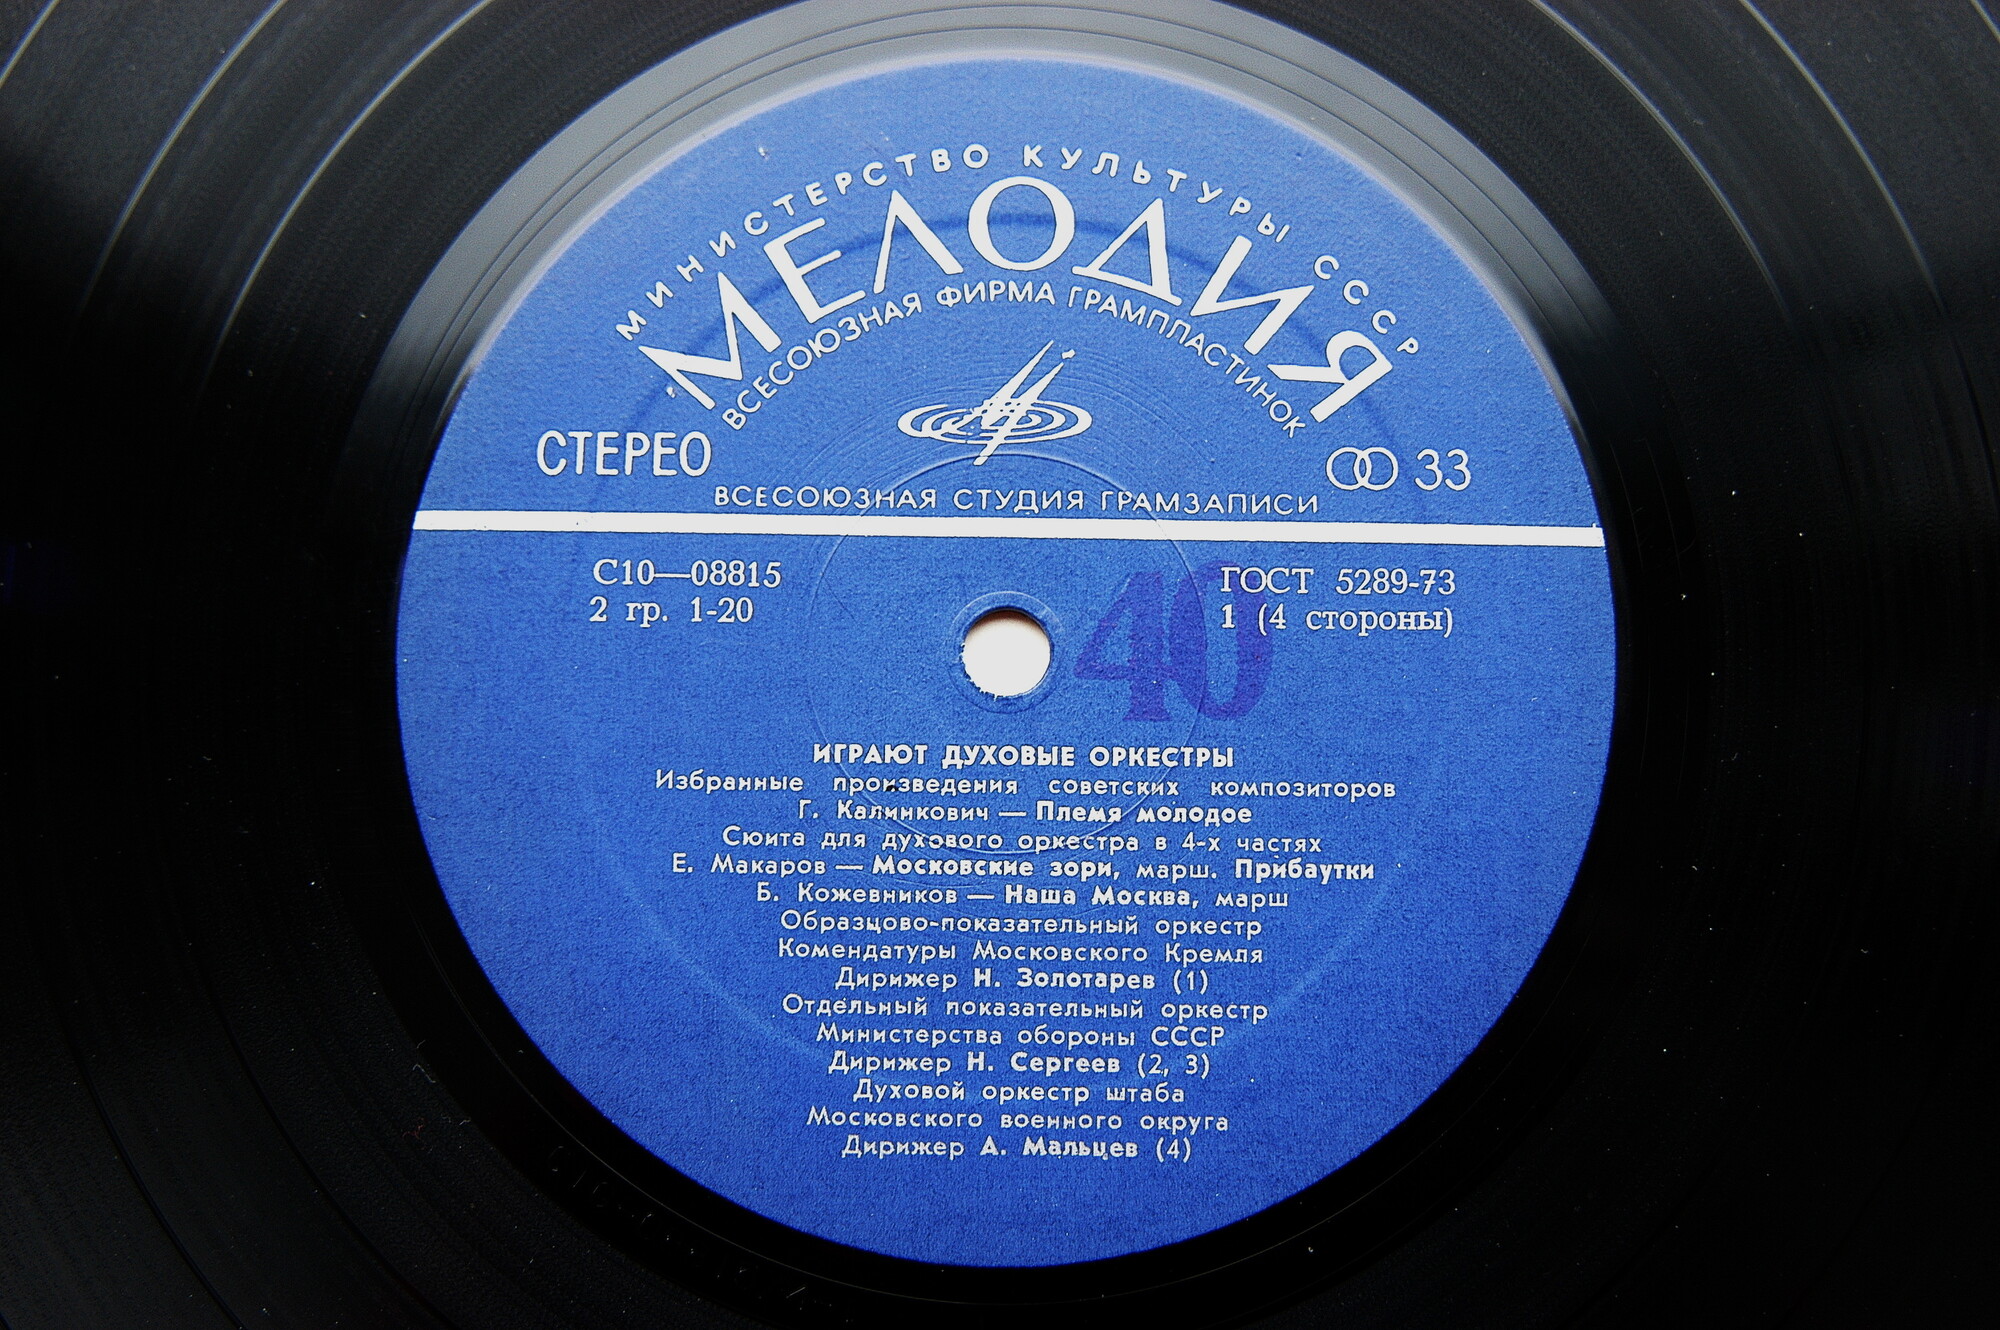 МИНИСТЕРСТВО КУЛЬТУРЫ СССР
МЕЛОДИЯ
ВСЕСОЮЗНАЯ ФИРМА ГРАМПЛАСТИНОК
СТЕРЕО
33
ВСЕСОЮЗНАЯ СТУДИЯ ГРАМЗАПИСИ
С10—08815
ГОСТ 5289-73
2 гр. 1-20
1 (4 стороны)
40
ИГРАЮТ ДУХОВЫЕ ОРКЕСТРЫ
Избранные произведения советских композиторов
Г. Калинкович — Племя молодое
Сюита для духового оркестра в 4-х частях
Е. Макаров — Московские зори, марш. Прибаутки
Б. Кожевников — Наша Москва, марш
Образцово-показательный оркестр
Комендатуры Московского Кремля
Дирижер Н. Золотарев (1)
Отдельный показательный оркестр
Министерства обороны СССР
Дирижер Н. Сергеев (2, 3)
Духовой оркестр штаба
Московского военного округа
Дирижер А. Мальцев (4)